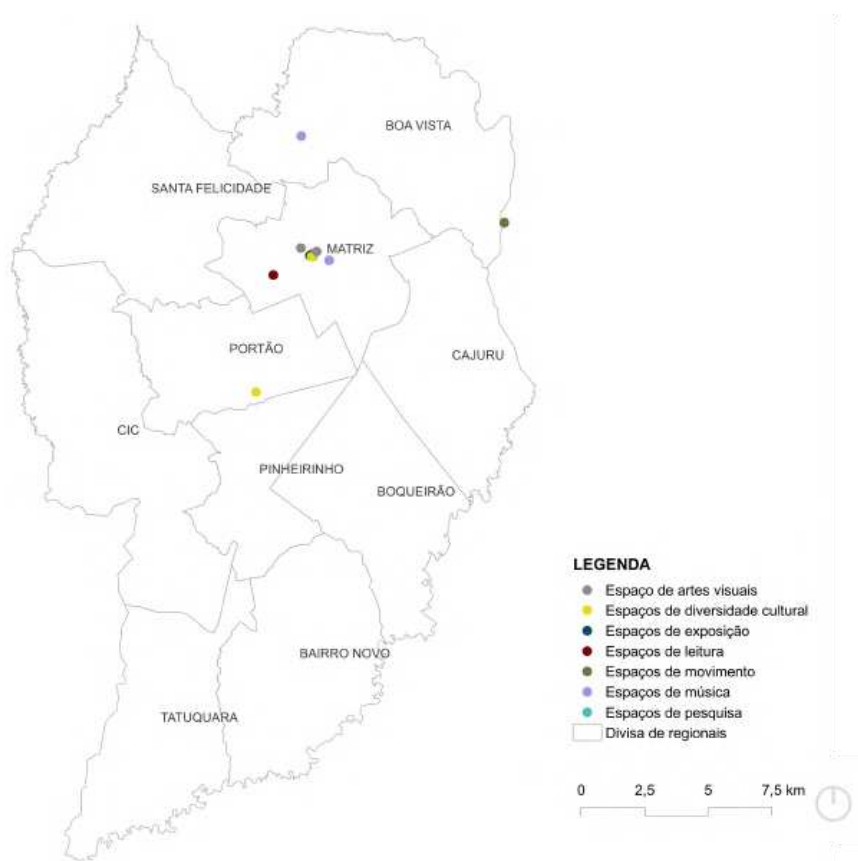 BOA VISTA
SANTA FELICIDADE
MATRIZ
PORTÃO
CAJURU
CIC
PINHEIRINHO
BOQUEIRÃO
BAIRRO NOVO
TATUQUARA
LEGENDA
Espaço de artes visuais
Espaços de diversidade cultural
Espaços de exposição
Espaços de leitura
Espaços de movimento
Espaços de música
Espaços de pesquisa
Divisa de regionais
0 2,5 5 7,5 km